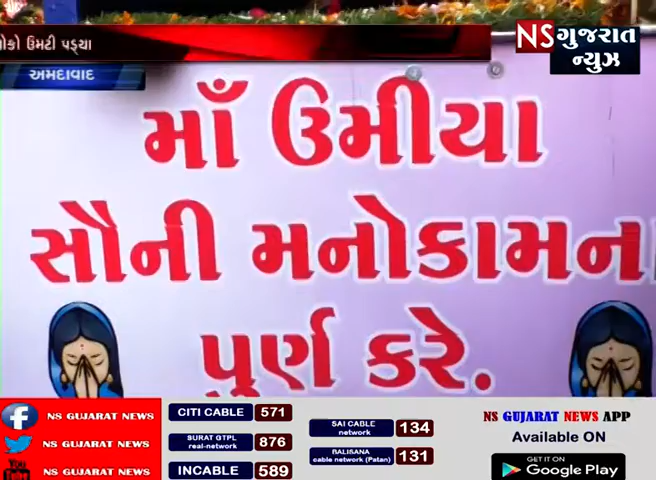 લોકો ઉમટી પડ્યા
અમદાવાદ
NS ગુજરાત
ન્યુઝ
માઁ ઉમીયા
સૌની મનોકામના
પૂર્ણ કરે.
NS GUJARAT NEWS
NS GUJARAT NEWS
You
Tube
NS GUJARAT NEWS
CITI CABLE 571
SURAT GTPL
real-network 876
INCABLE 589
SAI CABLE
network 134
BALISANA
cable network (Patan) 131
NS GUJARAT NEWS APP
Available ON
GET IT ON
Google Play